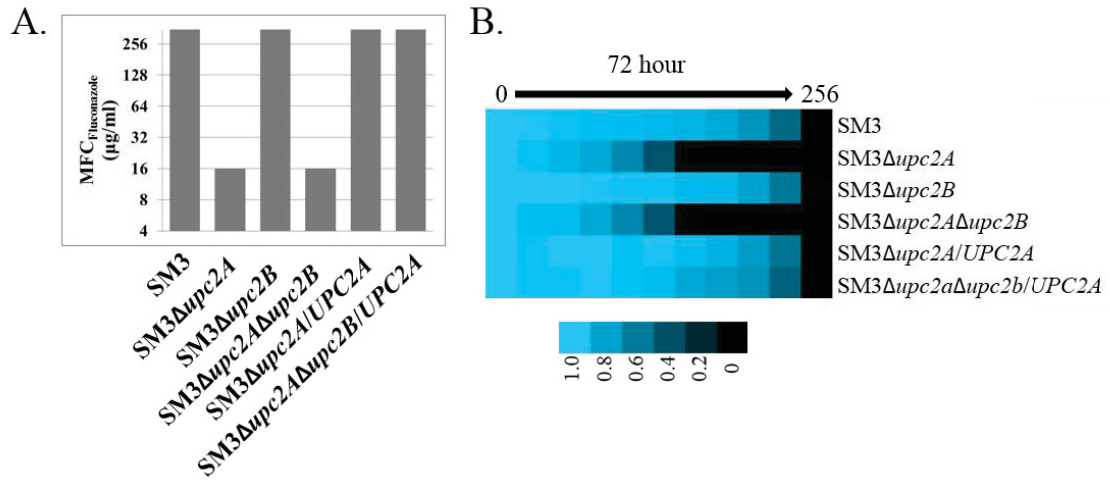 A.
MFC Fluconazole
(µg/ml)
256
128
64
32
16
8
4
SM3
SM3Δupc2A
SM3Δupc2B
SM3Δupc2AΔupc2B
SM3Δupc2A/UPC2A
SM3Δupc2AΔupc2B/UPC2A
B.
72 hour
0 256
SM3
SM3Δupc2A
SM3Δupc2B
SM3Δupc2AΔupc2B
SM3Δupc2A/UPC2A
SM3Δupc2aΔupc2b/UPC2A
1.0
0.8
0.6
0.4
0.2
0